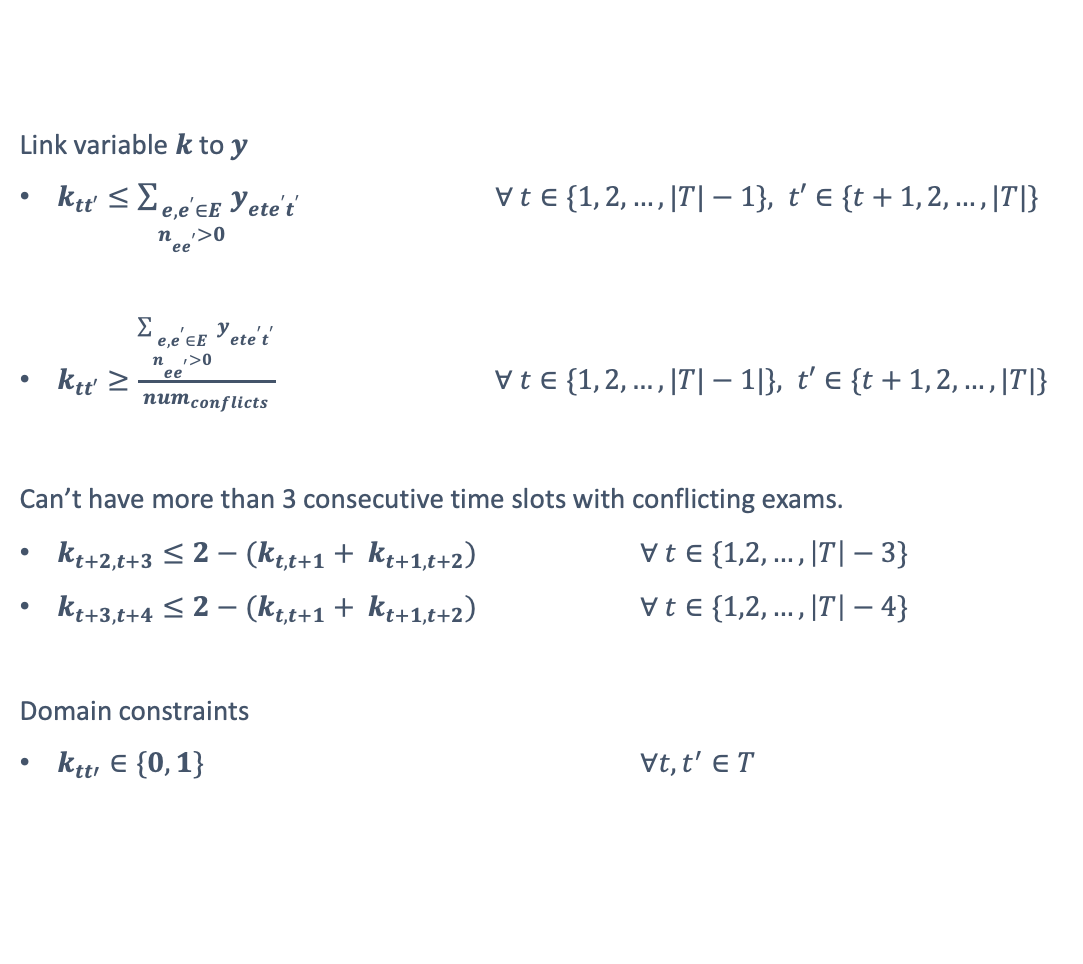 Link variable k to y
• k_{tt′} ≤ Σ_{e,e′∈E, n_{ee′}>0} y_{ete′t′} ∀ t ∈ {1, 2, …, |T| − 1}, t′ ∈ {t + 1, 2, …, |T|}
• k_{tt′} ≥ (Σ_{e,e′∈E, n_{ee′}>0} y_{ete′t′}) / num_{conflicts} ∀ t ∈ {1, 2, …, |T| − 1|}, t′ ∈ {t + 1, 2, …, |T|}
Can’t have more than 3 consecutive time slots with conflicting exams.
• k_{t+2,t+3} ≤ 2 − (k_{t,t+1} + k_{t+1,t+2}) ∀ t ∈ {1,2, …, |T| − 3}
• k_{t+3,t+4} ≤ 2 − (k_{t,t+1} + k_{t+1,t+2}) ∀ t ∈ {1,2, …, |T| − 4}
Domain constraints
• k_{tt′} ∈ {0, 1} ∀t, t′ ∈ T